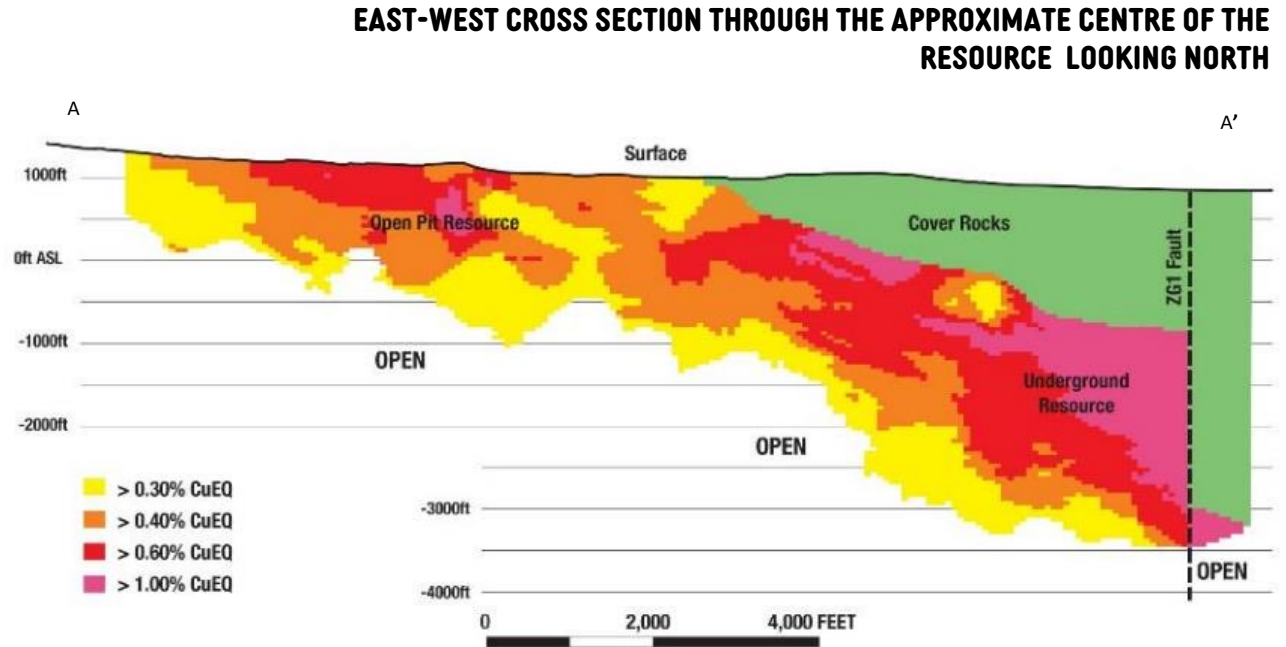 EAST-WEST CROSS SECTION THROUGH THE APPROXIMATE CENTRE OF THE
RESOURCE LOOKING NORTH
A
A'
Surface
1000ft
Open Pit Resource
Cover Rocks
ZG1 Fault
0ft ASL
-1000ft
OPEN
Underground
Resource
-2000ft
OPEN
> 0.30% CuEQ
> 0.40% CuEQ
> 0.60% CuEQ
> 1.00% CuEQ
-3000ft
OPEN
-4000ft
0 2,000 4,000 FEET